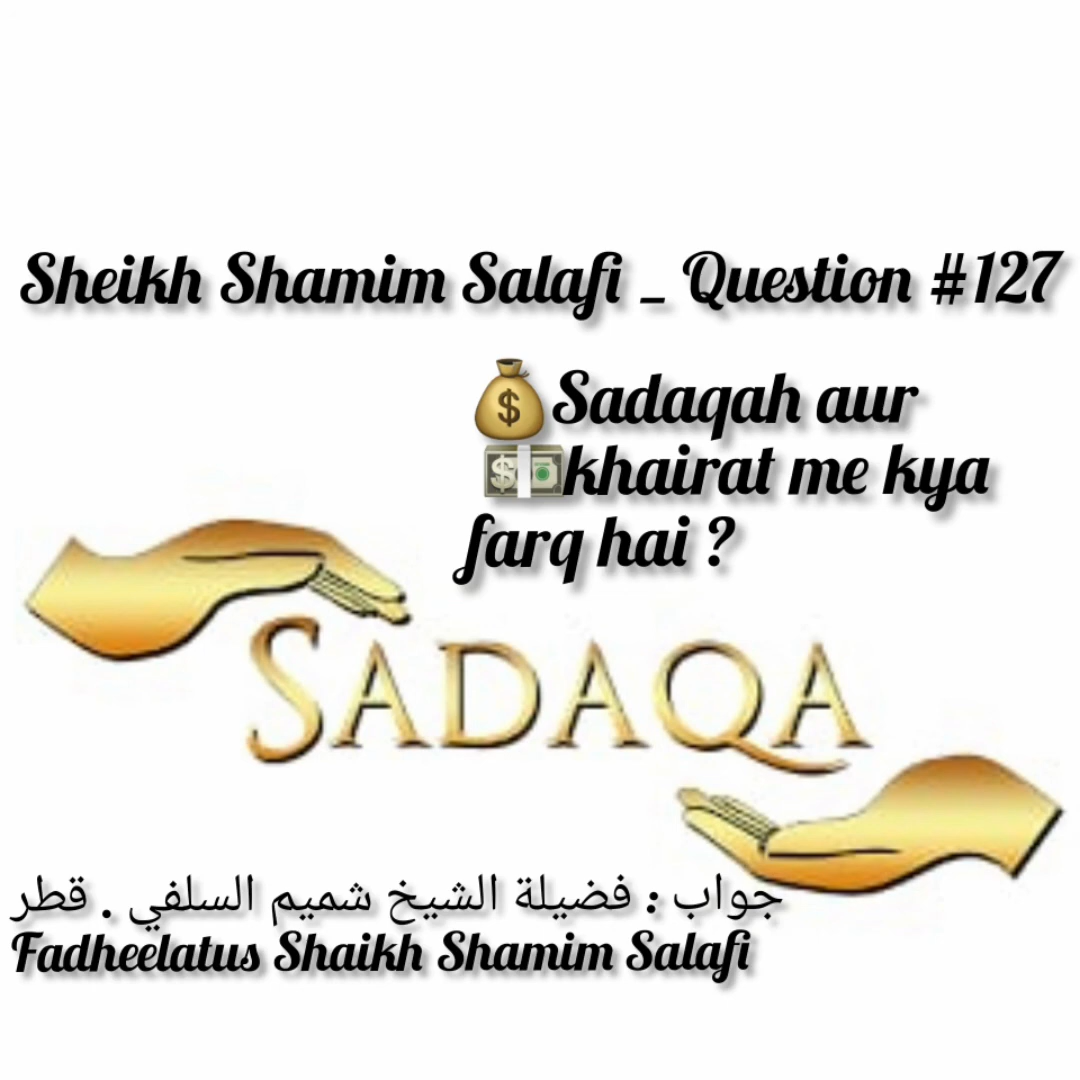 Sheikh Shamim Salafi _ Question #127
💰Sadaqah aur
💵khairat me kya
farq hai ?
SADAQA
جواب : فضيلة الشيخ شميم السلفي . قطر
Fadheelatus Shaikh Shamim Salafi